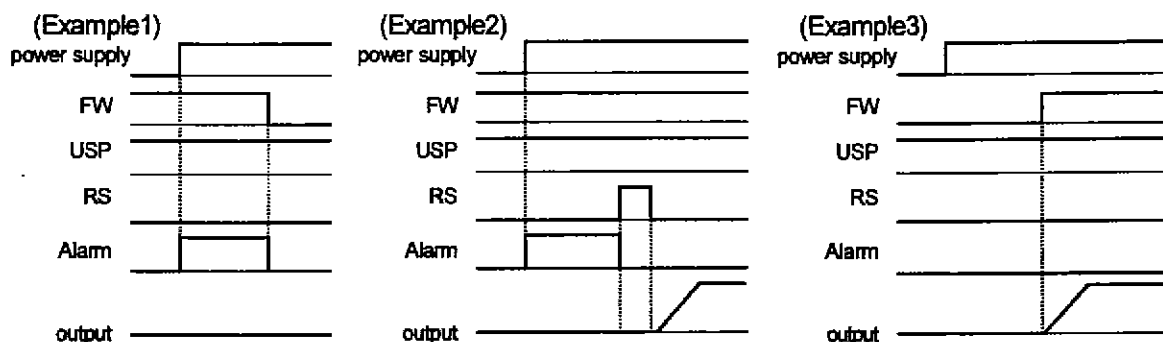 (Example1)
power supply
FW
USP
RS
Alarm
output
(Example2)
power supply
FW
USP
RS
Alarm
output
(Example3)
power supply
FW
USP
RS
Alarm
output